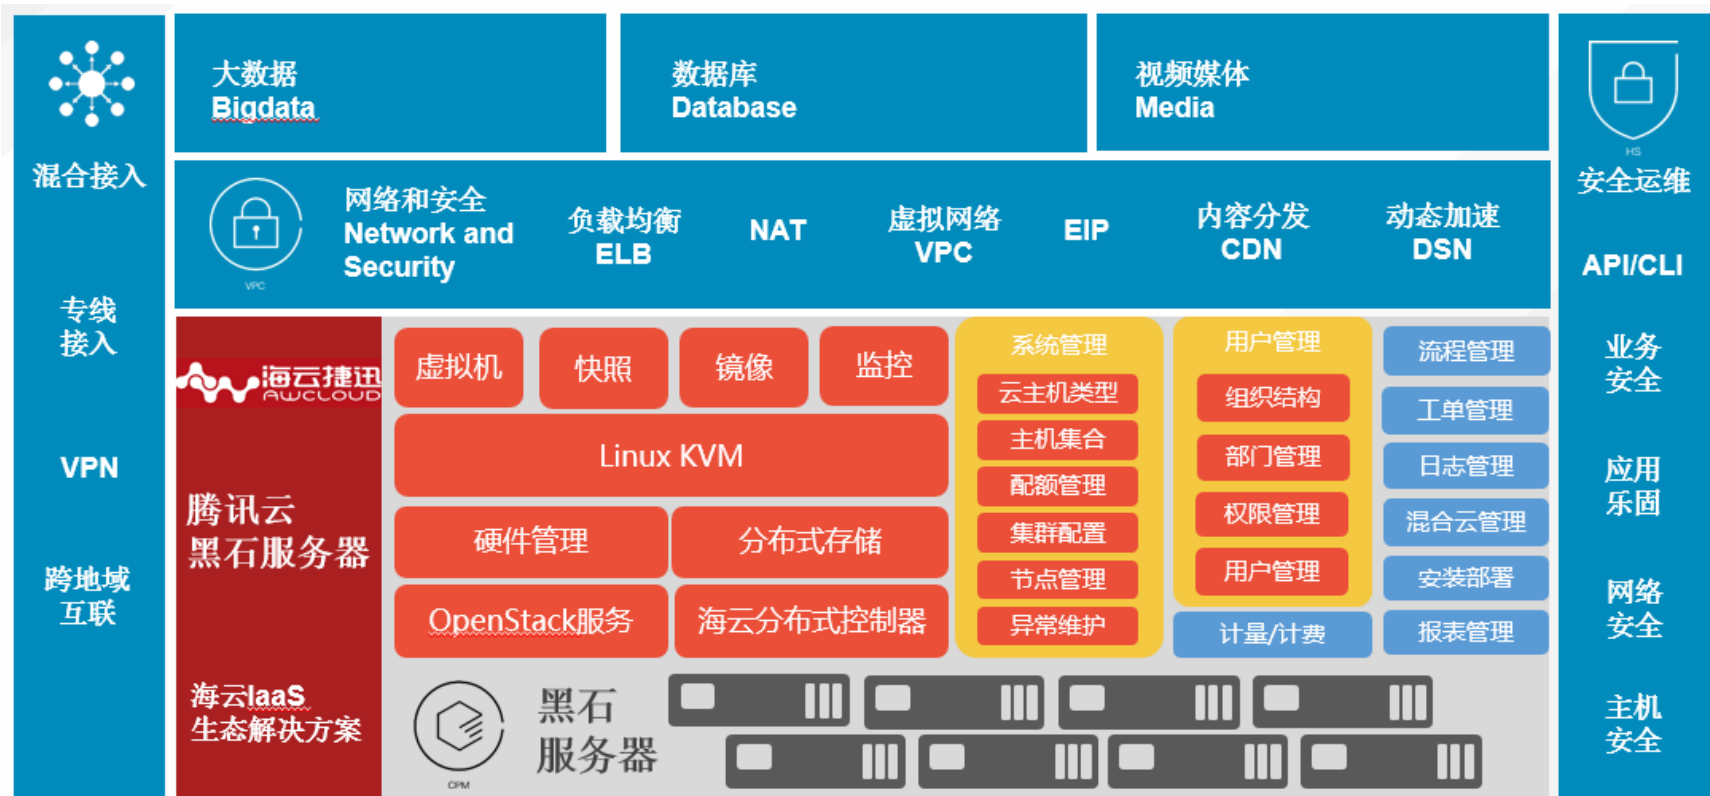 混合接入
专线
接入
VPN
跨地域
互联
大数据
Bigdata
数据库
Database
视频媒体
Media
VPC
网络和安全
Network and
Security
负载均衡
ELB
NAT
虚拟网络
VPC
EIP
内容分发
CDN
动态加速
DSN
海云捷迅
AWCLOUD
腾讯云
黑石服务器
海云IaaS
生态解决方案
虚拟机
快照
镜像
监控
Linux KVM
硬件管理
分布式存储
OpenStack服务
海云分布式控制器
系统管理
云主机类型
主机集合
配额管理
集群配置
节点管理
异常维护
用户管理
组织结构
部门管理
权限管理
用户管理
计量/计费
流程管理
工单管理
日志管理
混合云管理
安装部署
报表管理
CPM
黑石
服务器
HS
安全运维
API/CLI
业务
安全
应用
乐固
网络
安全
主机
安全